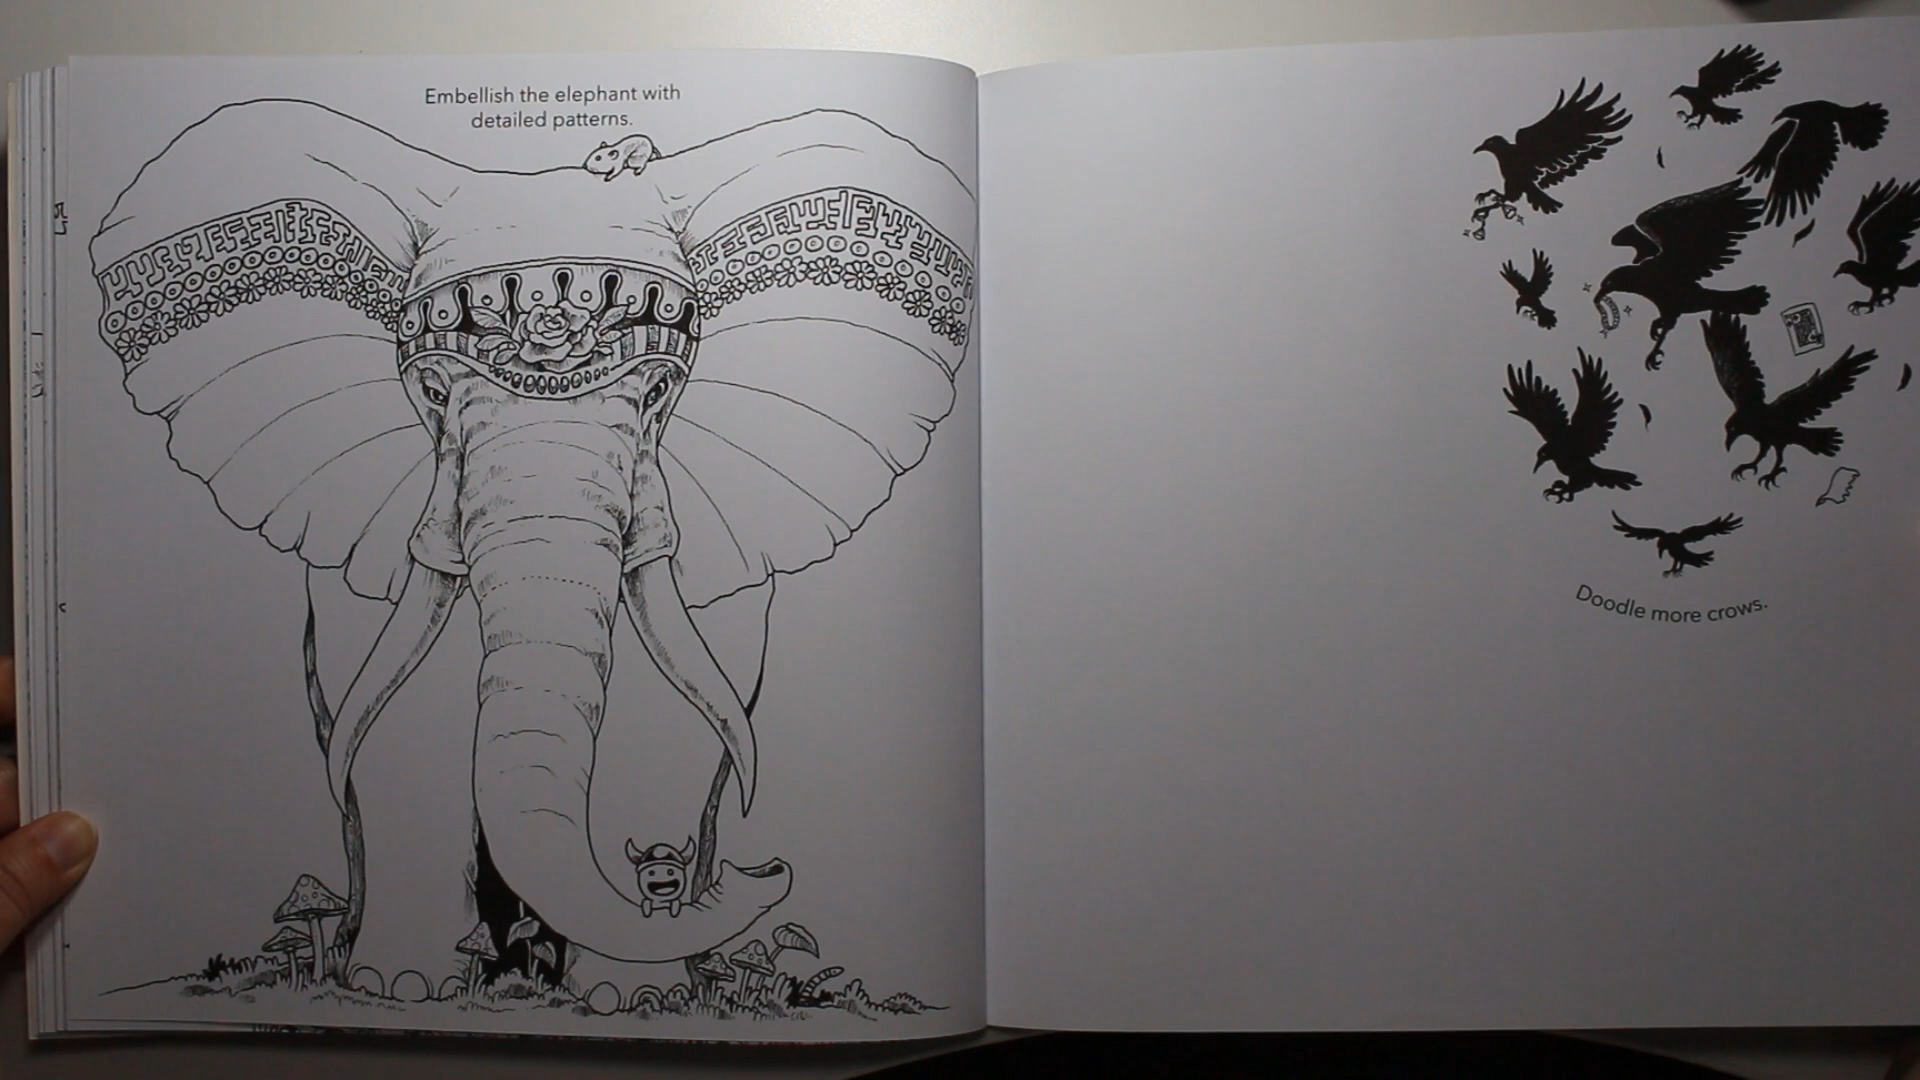 Embellish the elephant with
detailed patterns.
Doodle more crows.